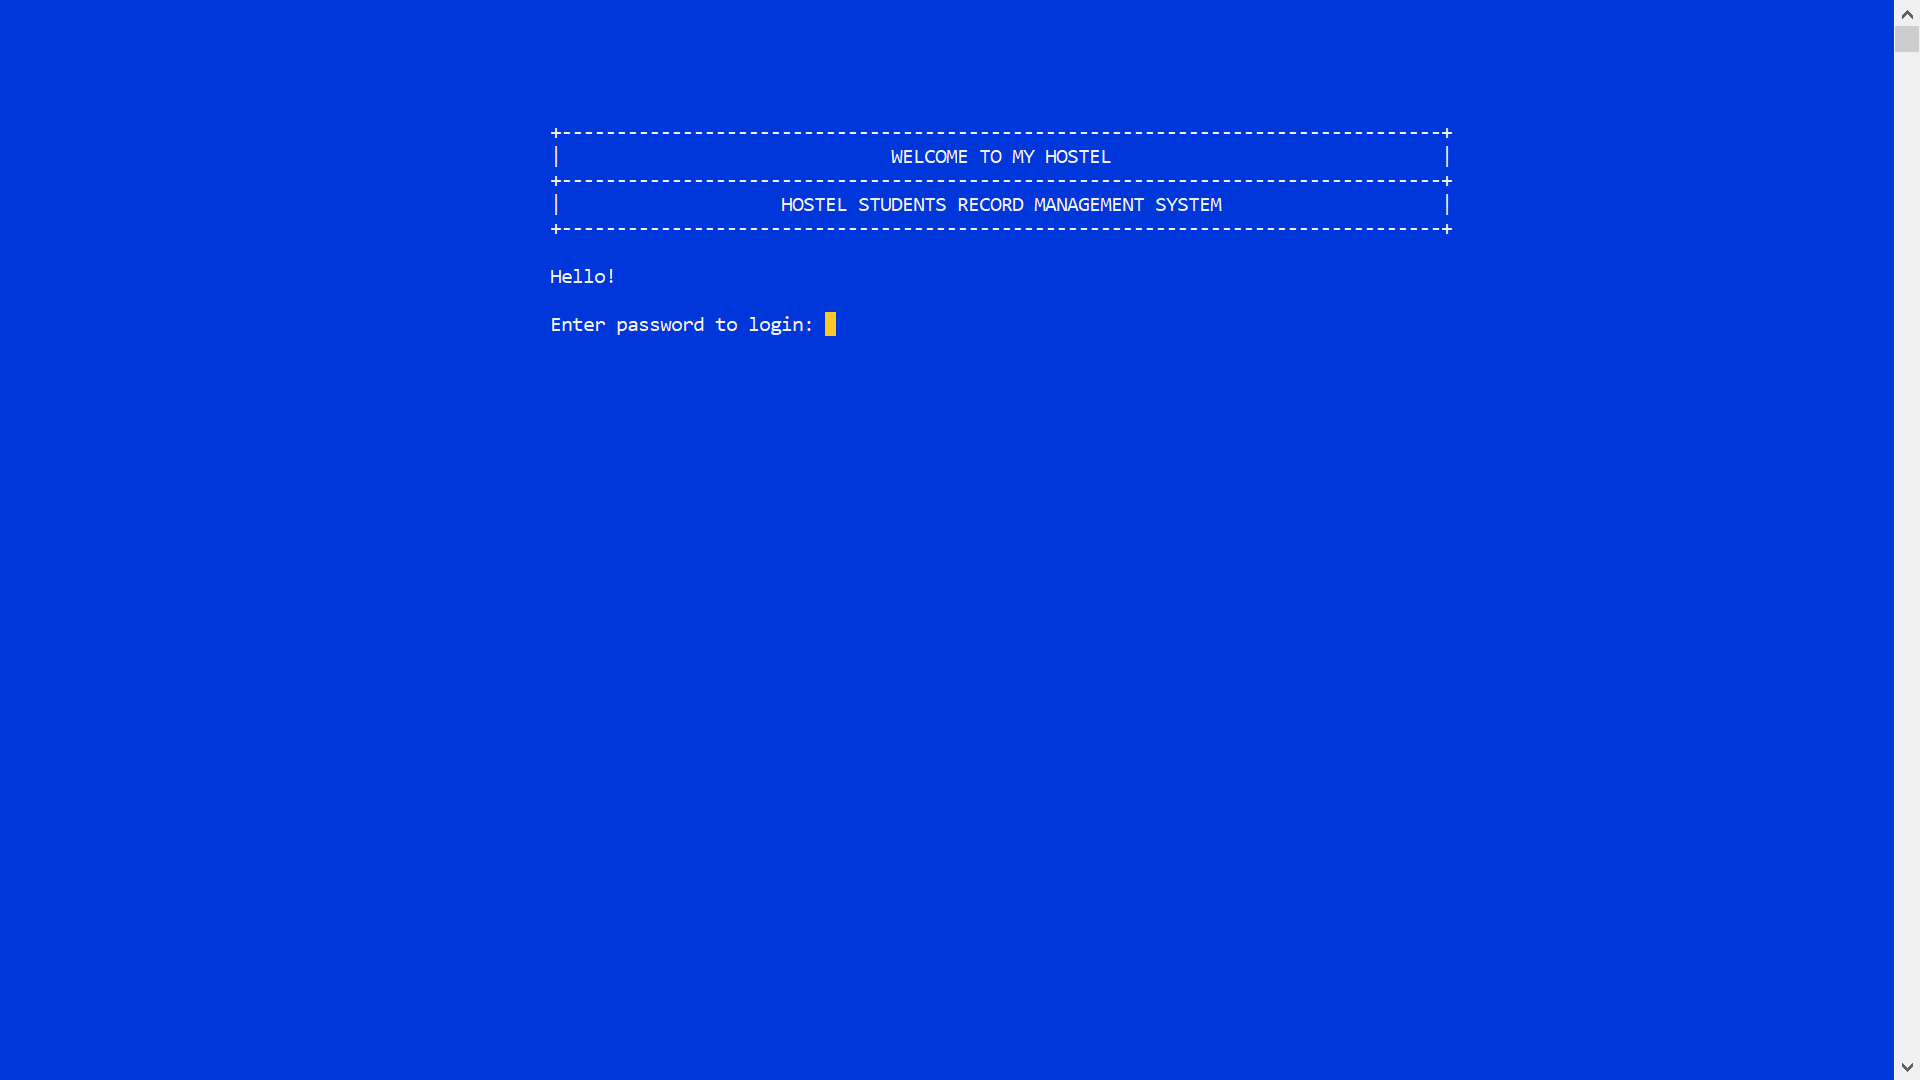 +--------------------------------------------------------------------------------+
|                              WELCOME TO MY HOSTEL                              |
+--------------------------------------------------------------------------------+
|                    HOSTEL STUDENTS RECORD MANAGEMENT SYSTEM                    |
+--------------------------------------------------------------------------------+
Hello!
Enter password to login: